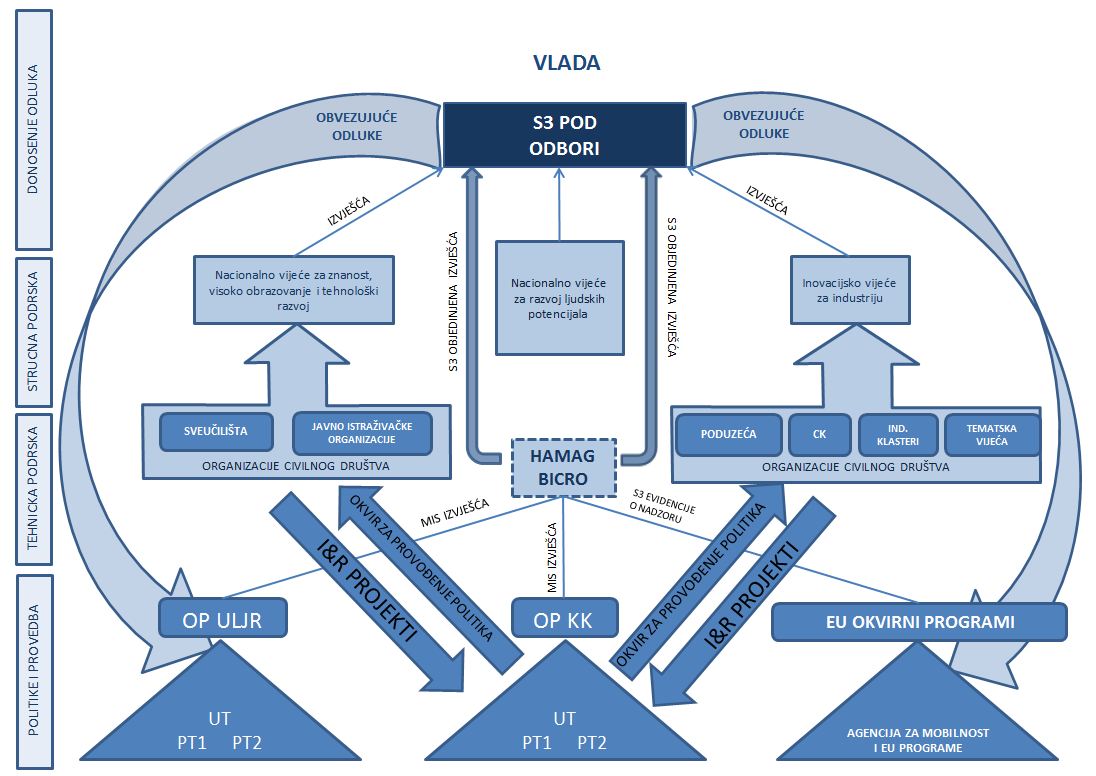 VLADA
DONOSENJE ODLUKA
OBVEZUJUĆE
ODLUKE
S3 POD
ODBORI
OBVEZUJUĆE
ODLUKE
IZVJEŠĆA
IZVJEŠĆA
S3 OBJEDINJENA IZVJEŠĆA
S3 OBJEDINJENA IZVJEŠĆA
STRUCNA PODRSKA
Nacionalno vijeće za znanost,
visoko obrazovanje i tehnološki
razvoj
Nacionalno vijeće
za razvoj ljudskih
potencijala
Inovacijsko vijeće
za industriju
TEHNICKA PODRSKA
SVEUČILIŠTA
JAVNO ISTRAŽIVAČKE
ORGANIZACIJE
ORGANIZACIJE CIVILNOG DRUŠTVA
HAMAG
BICRO
PODUZEĆA
CK
IND.
KLASTERI
TEMATSKA
VIJEĆA
ORGANIZACIJE CIVILNOG DRUŠTVA
MIS IZVJEŠĆA
MIS IZVJEŠĆA
S3 EVIDENCIJE
O NADZORU
I&R PROJEKTI
OKVIR ZA PROVOĐENJE POLITIKA
OKVIR ZA PROVOĐENJE POLITIKA
I&R PROJEKTI
POLITIKE I PROVEDBA
OP ULJR
OP KK
EU OKVIRNI PROGRAMI
UT
PT1 PT2
UT
PT1 PT2
AGENCIJA ZA MOBILNOST
I EU PROGRAME